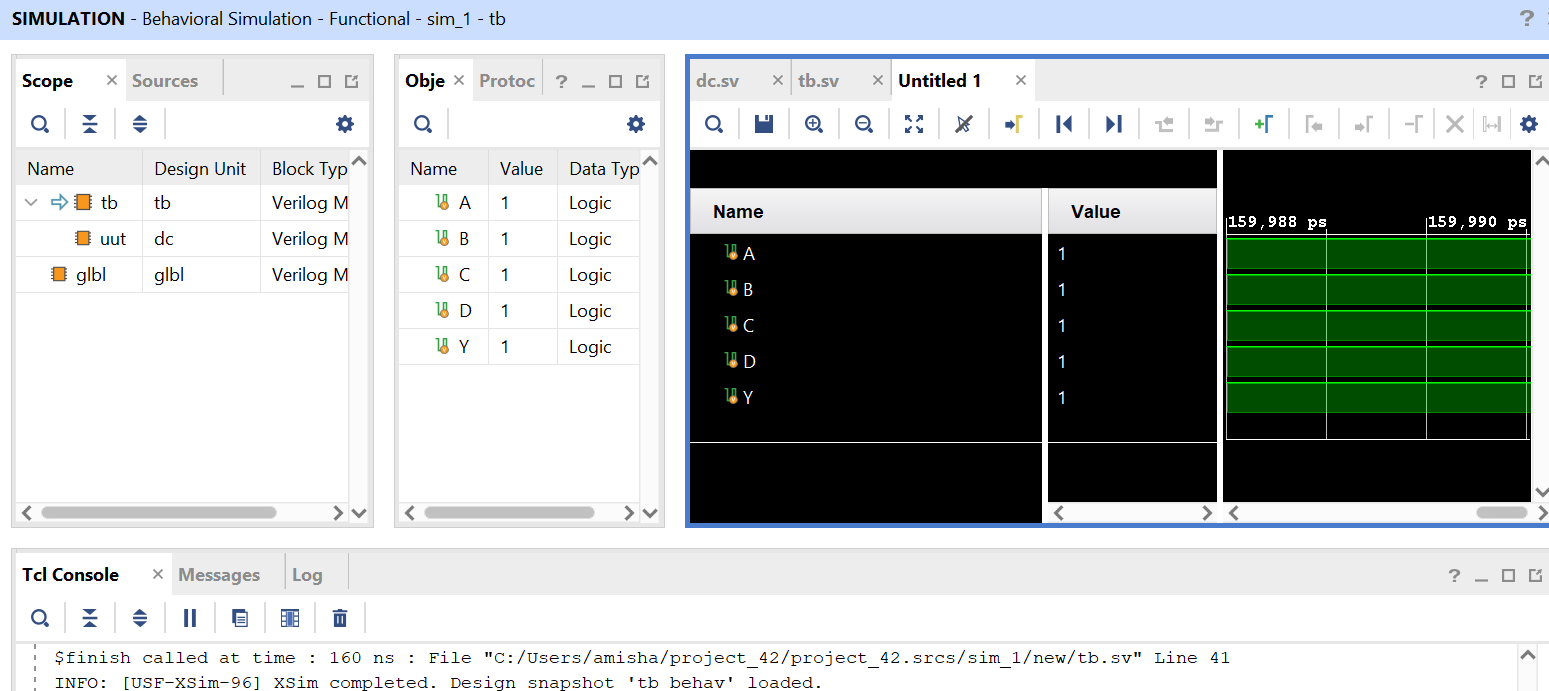 SIMULATION - Behavioral Simulation - Functional - sim_1 - tb ?
Scope × Sources
Name Design Unit Block Typ
tb tb Verilog M
uut dc Verilog M
glbl glbl Verilog M
Obje × Protoc ?
Name Value Data Typ
A 1 Logic
B 1 Logic
C 1 Logic
D 1 Logic
Y 1 Logic
dc.sv × tb.sv × Untitled 1 × ?
Name Value
159,988 ps 159,990 ps
A 1
B 1
C 1
D 1
Y 1
Tcl Console × Messages Log ?
$finish called at time : 160 ns : File "C:/Users/amisha/project_42/project_42.srcs/sim_1/new/tb.sv" Line 41
INFO: [USF-XSim-96] XSim completed. Design snapshot 'tb_behav' loaded.